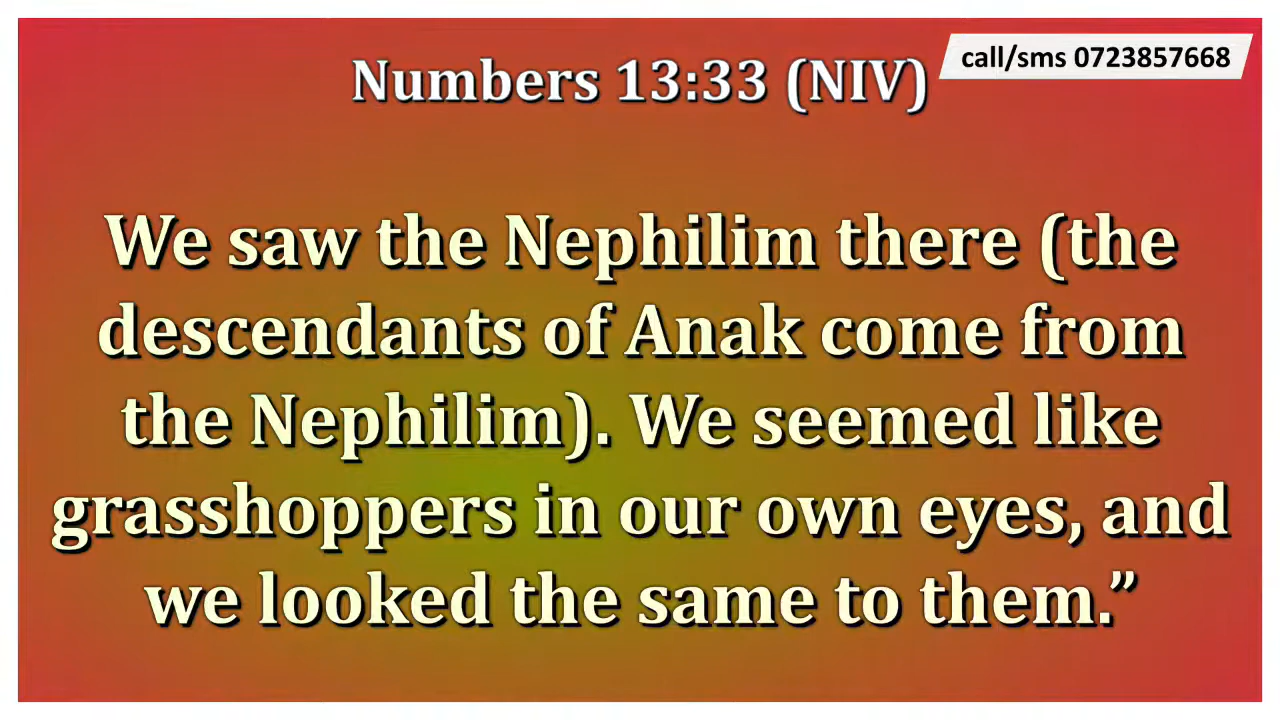 Numbers 13:33 (NIV)
call/sms 0723857668
We saw the Nephilim there (the
descendants of Anak come from
the Nephilim). We seemed like
grasshoppers in our own eyes, and
we looked the same to them.”